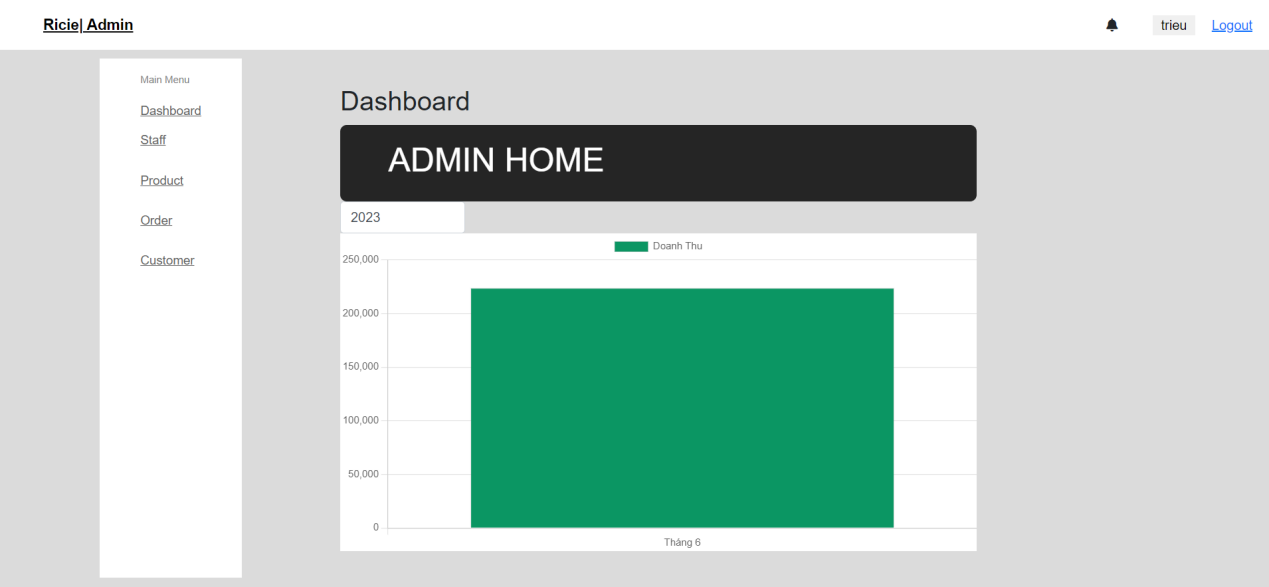 Ricie| Admin
trieu
Logout
Main Menu
Dashboard
Staff
Product
Order
Customer
Dashboard
ADMIN HOME
2023
Doanh Thu
250,000
200,000
150,000
100,000
50,000
0
Tháng 6